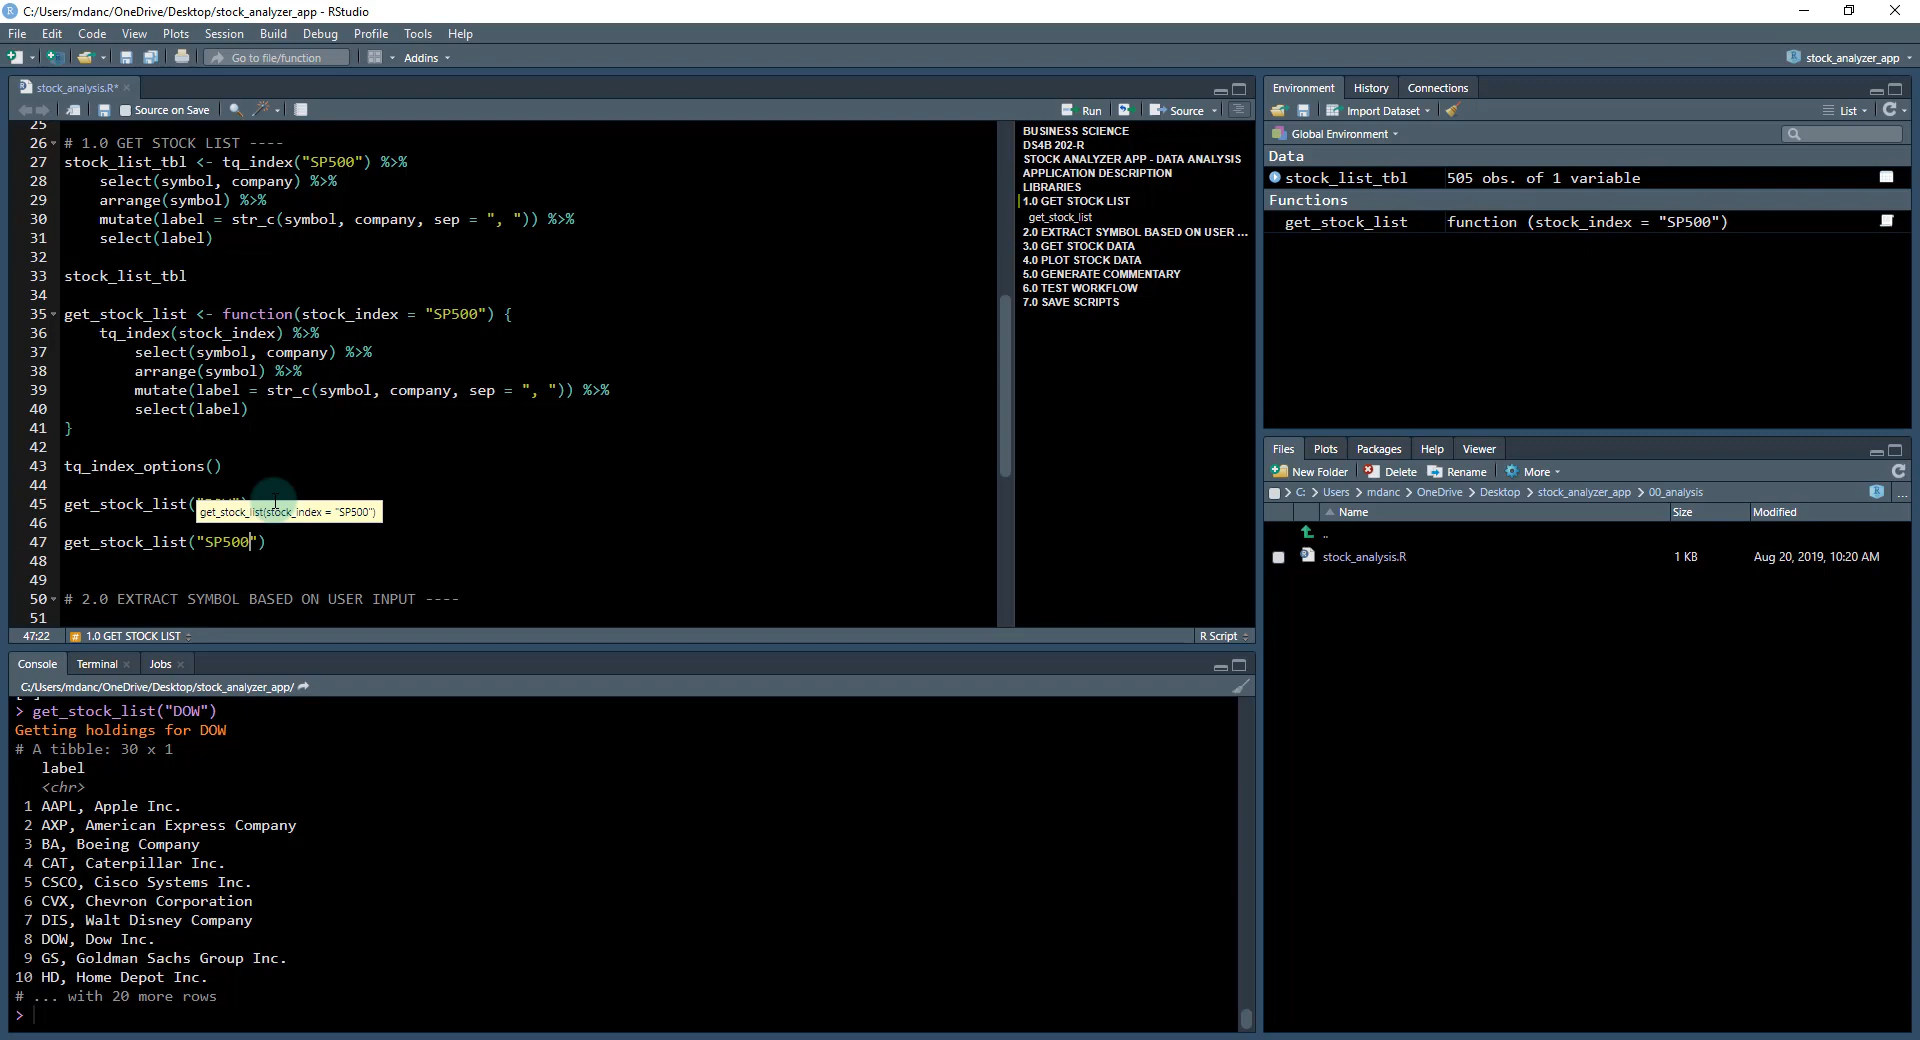 C:/Users/mdanc/OneDrive/Desktop/stock_analyzer_app - RStudio
File Edit Code View Plots Session Build Debug Profile Tools Help
Go to file/function Addins stock_analyzer_app
stock_analysis.R*
Source on Save Run Source
25
26 # 1.0 GET STOCK LIST ----
27 stock_list_tbl <- tq_index("SP500") %>%
28 select(symbol, company) %>%
29 arrange(symbol) %>%
30 mutate(label = str_c(symbol, company, sep = ", ")) %>%
31 select(label)
32
33 stock_list_tbl
34
35 get_stock_list <- function(stock_index = "SP500") {
36 tq_index(stock_index) %>%
37 select(symbol, company) %>%
38 arrange(symbol) %>%
39 mutate(label = str_c(symbol, company, sep = ", ")) %>%
40 select(label)
41 }
42
43 tq_index_options()
44
45 get_stock_list(
get_stock_list(stock_index = "SP500")
46
47 get_stock_list("SP500")
48
49
50 # 2.0 EXTRACT SYMBOL BASED ON USER INPUT ----
51
47:22 1.0 GET STOCK LIST R Script
BUSINESS SCIENCE
DS4B 202-R
STOCK ANALYZER APP - DATA ANALYSIS
APPLICATION DESCRIPTION
LIBRARIES
1.0 GET STOCK LIST
get_stock_list
2.0 EXTRACT SYMBOL BASED ON USER ...
3.0 GET STOCK DATA
4.0 PLOT STOCK DATA
5.0 GENERATE COMMENTARY
6.0 TEST WORKFLOW
7.0 SAVE SCRIPTS
Console Terminal Jobs
C:/Users/mdanc/OneDrive/Desktop/stock_analyzer_app/
> get_stock_list("DOW")
Getting holdings for DOW
# A tibble: 30 x 1
label
<chr>
1 AAPL, Apple Inc.
2 AXP, American Express Company
3 BA, Boeing Company
4 CAT, Caterpillar Inc.
5 CSCO, Cisco Systems Inc.
6 CVX, Chevron Corporation
7 DIS, Walt Disney Company
8 DOW, Dow Inc.
9 GS, Goldman Sachs Group Inc.
10 HD, Home Depot Inc.
# ... with 20 more rows
>
Environment History Connections
Import Dataset List
Global Environment
Data
stock_list_tbl 505 obs. of 1 variable
Functions
get_stock_list function (stock_index = "SP500")
Files Plots Packages Help Viewer
New Folder Delete Rename More
C: > Users > mdanc > OneDrive > Desktop > stock_analyzer_app > 00_analysis ...
Name Size Modified
..
stock_analysis.R 1 KB Aug 20, 2019, 10:20 AM